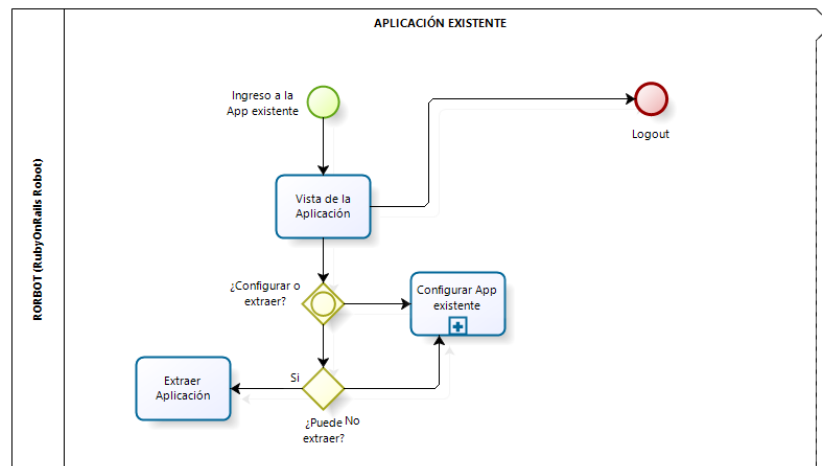 APLICACIÓN EXISTENTE
RORBOT (RubyOnRails Robot)
Ingreso a la
App existente
Logout
Vista de la
Aplicación
¿Configurar o
extraer?
Configurar App
existente
Extraer
Aplicación
Si
¿Puede
extraer?
No